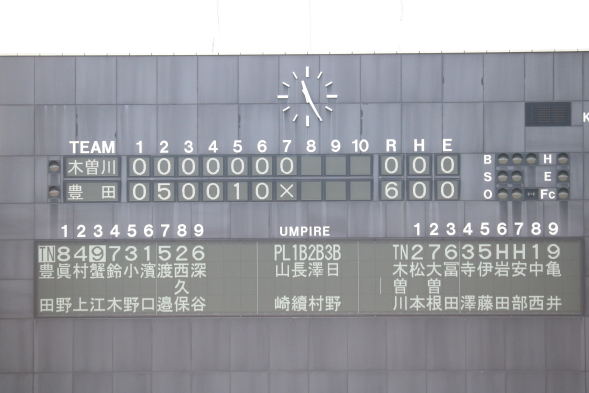 TEAM 1 2 3 4 5 6 7 8 9 10 R H E
木曽川 0 0 0 0 0 0 0 0 0 0
豊田 0 5 0 0 1 0 × 6 0 0
B H
S E
O Fc
1 2 3 4 5 6 7 8 9 UMPIRE 1 2 3 4 5 6 7 8 9
TN 8 4 9 7 3 1 5 2 6 PL 1B 2B 3B TN 2 7 6 3 5 H H 1 9
豊田 眞野 村上 蟹江 鈴木 小野 濱口 渡邉 西久保 深谷 山崎 長續 澤村 日野 木曽川 松本 大曽根 冨田 寺澤 伊藤 岩田 安部 中西 亀井